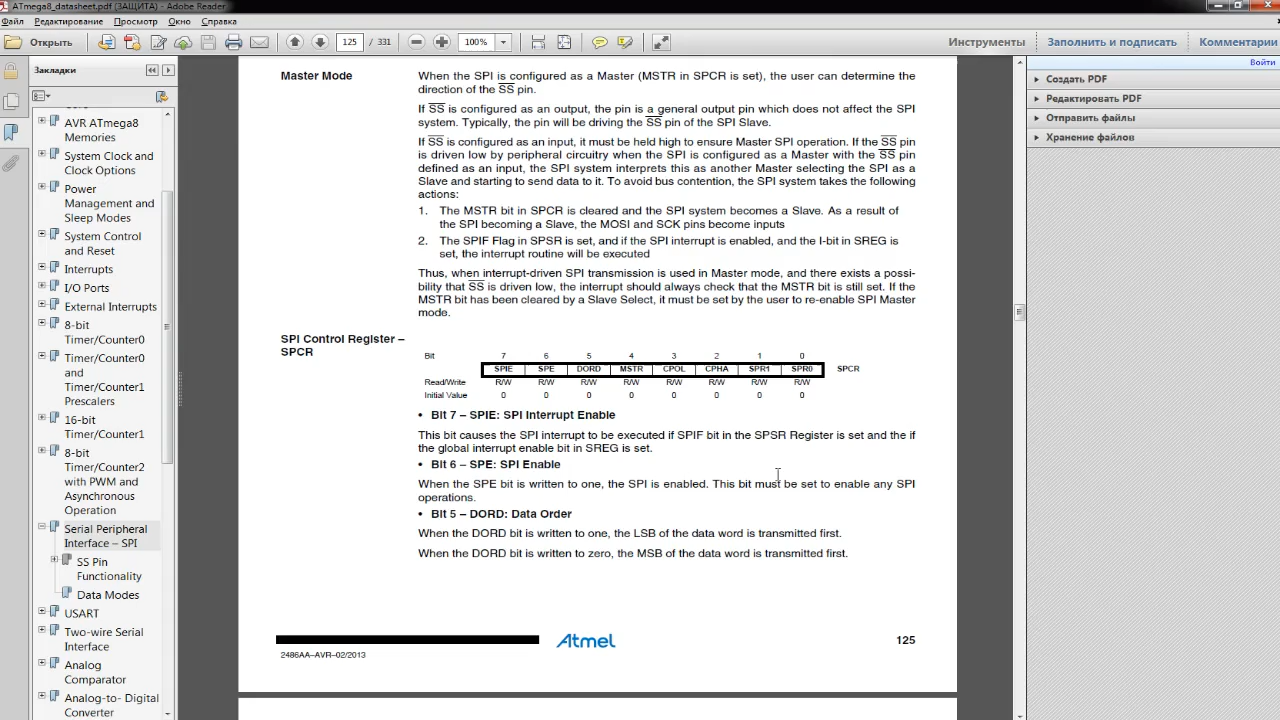 ATmega8_datasheet.pdf (ЗАЩИТА) - Adobe Reader
Файл Редактирование Просмотр Окно Справка
Открыть 125 / 331 100% Инструменты Заполнить и подписать Комментарии
Войти
Закладки
AVR ATmega8
Memories
System Clock and
Clock Options
Power
Management and
Sleep Modes
System Control
and Reset
Interrupts
I/O Ports
External Interrupts
8-bit
Timer/Counter0
Timer/Counter0
and
Timer/Counter1
Prescalers
16-bit
Timer/Counter1
8-bit
Timer/Counter2
with PWM and
Asynchronous
Operation
Serial Peripheral
Interface – SPI
SS Pin
Functionality
Data Modes
USART
Two-wire Serial
Interface
Analog
Comparator
Analog-to- Digital
Converter
Master Mode
When the SPI is configured as a Master (MSTR in SPCR is set), the user can determine the
direction of the SS pin.
If SS is configured as an output, the pin is a general output pin which does not affect the SPI
system. Typically, the pin will be driving the SS pin of the SPI Slave.
If SS is configured as an input, it must be held high to ensure Master SPI operation. If the SS pin
is driven low by peripheral circuitry when the SPI is configured as a Master with the SS pin
defined as an input, the SPI system interprets this as another Master selecting the SPI as a
Slave and starting to send data to it. To avoid bus contention, the SPI system takes the following
actions:
1. The MSTR bit in SPCR is cleared and the SPI system becomes a Slave. As a result of
the SPI becoming a Slave, the MOSI and SCK pins become inputs
2. The SPIF Flag in SPSR is set, and if the SPI interrupt is enabled, and the I-bit in SREG is
set, the interrupt routine will be executed
Thus, when interrupt-driven SPI transmission is used in Master mode, and there exists a possi-
bility that SS is driven low, the interrupt should always check that the MSTR bit is still set. If the
MSTR bit has been cleared by a Slave Select, it must be set by the user to re-enable SPI Master
mode.
SPI Control Register –
SPCR
Bit 7 6 5 4 3 2 1 0
SPIE SPE DORD MSTR CPOL CPHA SPR1 SPR0 SPCR
Read/Write R/W R/W R/W R/W R/W R/W R/W R/W
Initial Value 0 0 0 0 0 0 0 0
• Bit 7 – SPIE: SPI Interrupt Enable
This bit causes the SPI interrupt to be executed if SPIF bit in the SPSR Register is set and the if
the global interrupt enable bit in SREG is set.
• Bit 6 – SPE: SPI Enable
When the SPE bit is written to one, the SPI is enabled. This bit must be set to enable any SPI
operations.
• Bit 5 – DORD: Data Order
When the DORD bit is written to one, the LSB of the data word is transmitted first.
When the DORD bit is written to zero, the MSB of the data word is transmitted first.
Atmel
125
2486AA–AVR–02/2013
Создать PDF
Редактировать PDF
Отправить файлы
Хранение файлов